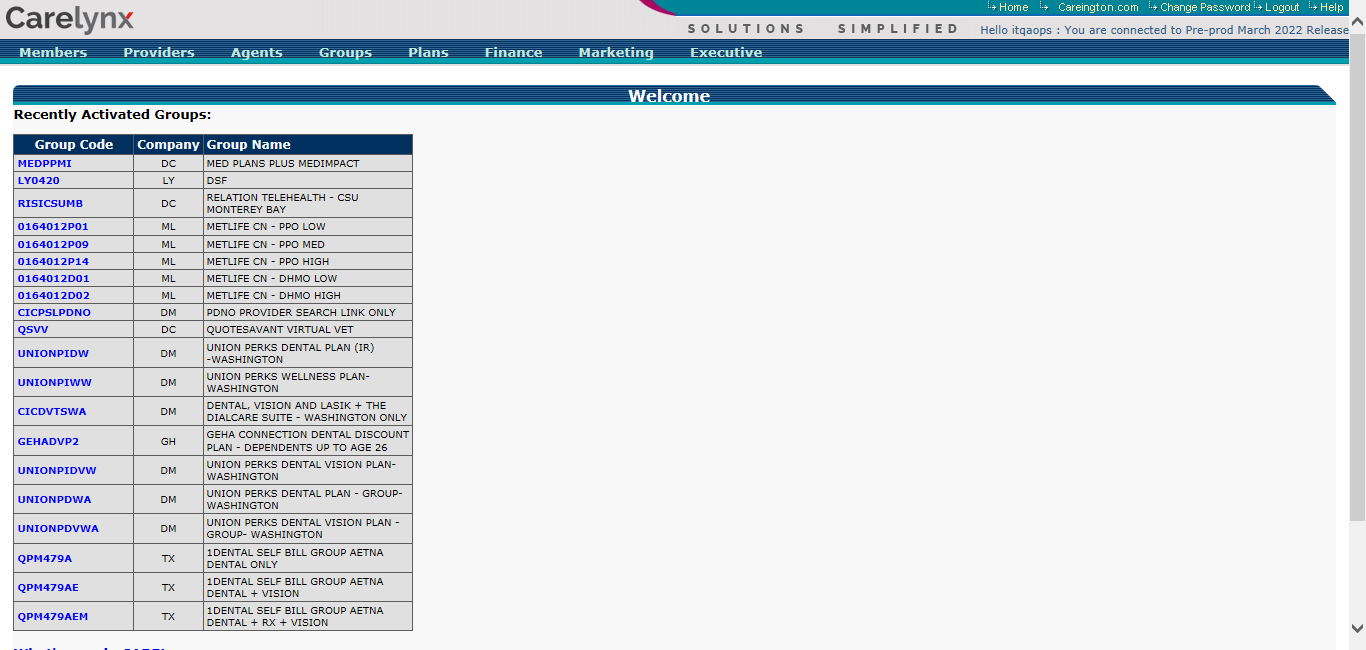 Carelynx
Home Careington.com Change Password Logout Help
SOLUTIONS SIMPLIFIED
Hello itqaops : You are connected to Pre-prod March 2022 Release
Members Providers Agents Groups Plans Finance Marketing Executive
Welcome
Recently Activated Groups:
Group Code Company Group Name
MEDPPMI DC MED PLANS PLUS MEDIMPACT
LY0420 LY DSF
RISICSUMB DC RELATION TELEHEALTH - CSU
MONTEREY BAY
0164012P01 ML METLIFE CN - PPO LOW
0164012P09 ML METLIFE CN - PPO MED
0164012P14 ML METLIFE CN - PPO HIGH
0164012D01 ML METLIFE CN - DHMO LOW
0164012D02 ML METLIFE CN - DHMO HIGH
CICPSLPDNO DM PDNO PROVIDER SEARCH LINK ONLY
QSVV DC QUOTESAVANT VIRTUAL VET
UNIONPIDW DM UNION PERKS DENTAL PLAN (IR)
-WASHINGTON
UNIONPIWW DM UNION PERKS WELLNESS PLAN-
WASHINGTON
CICDVTSWA DM DENTAL, VISION AND LASIK + THE
DIALCARE SUITE - WASHINGTON ONLY
GEHADVP2 GH GEHA CONNECTION DENTAL DISCOUNT
PLAN - DEPENDENTS UP TO AGE 26
UNIONPIDVW DM UNION PERKS DENTAL VISION PLAN-
WASHINGTON
UNIONPDWA DM UNION PERKS DENTAL PLAN - GROUP-
WASHINGTON
UNIONPDVWA DM UNION PERKS DENTAL VISION PLAN -
GROUP- WASHINGTON
QPM479A TX 1DENTAL SELF BILL GROUP AETNA
DENTAL ONLY
QPM479AE TX 1DENTAL SELF BILL GROUP AETNA
DENTAL + VISION
QPM479AEM TX 1DENTAL SELF BILL GROUP AETNA
DENTAL + RX + VISION